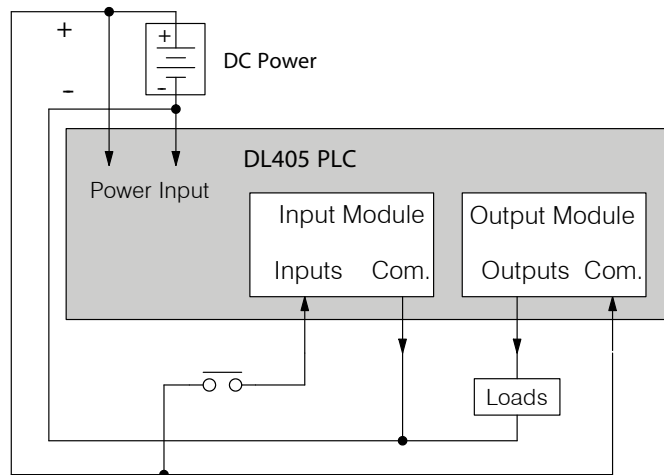 +
-
+
-
DC Power
DL405 PLC
Power Input
Input Module
Inputs Com.
Output Module
Outputs Com.
Loads